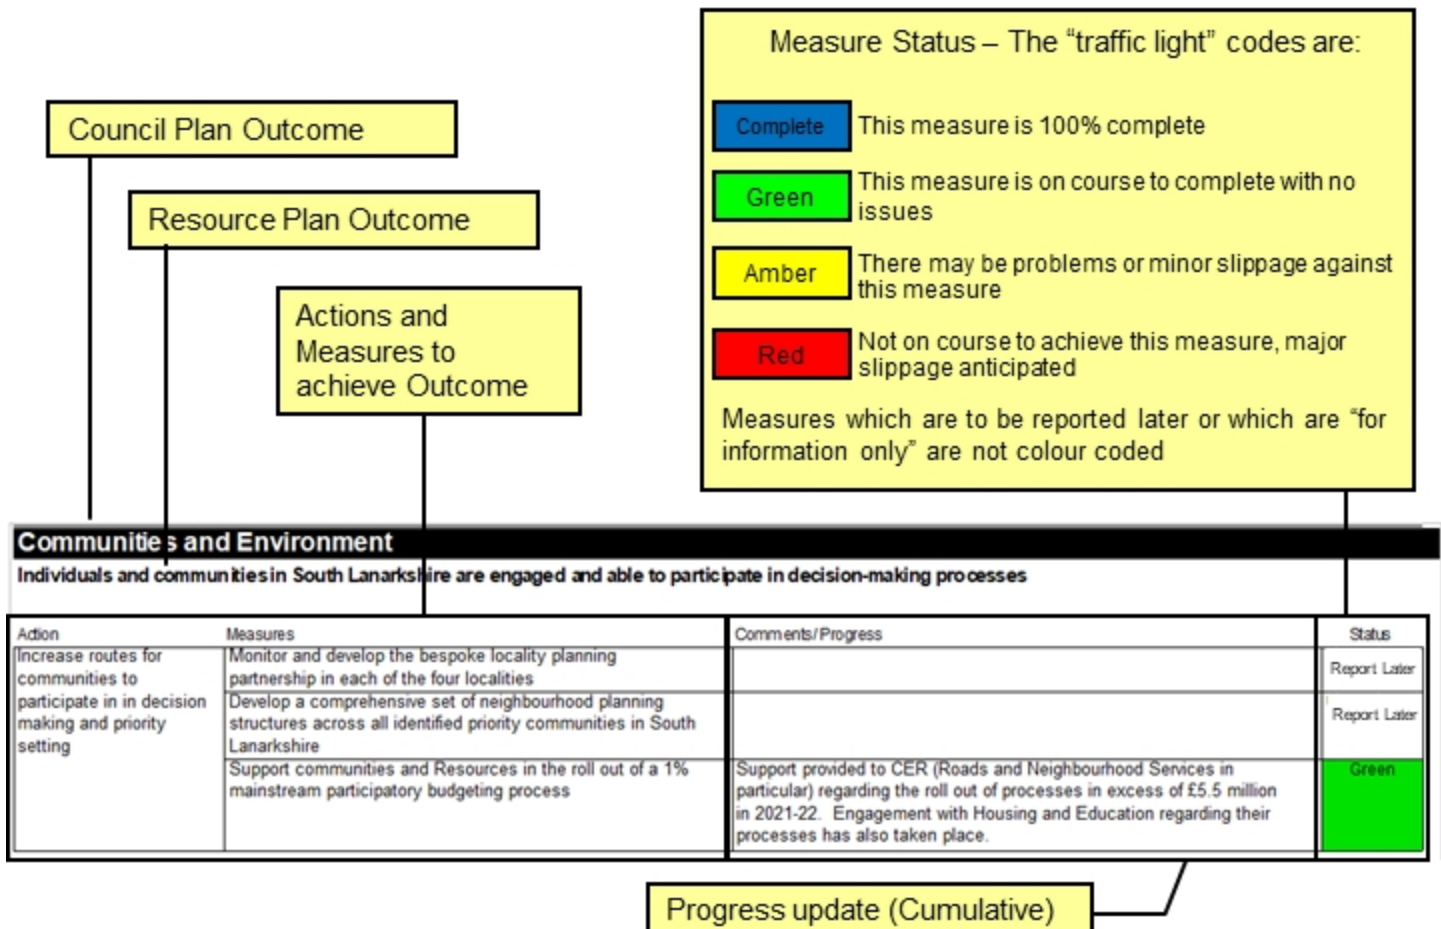 Measure Status – The “traffic light” codes are:
Complete
This measure is 100% complete
Green
This measure is on course to complete with no
issues
Amber
There may be problems or minor slippage against
this measure
Red
Not on course to achieve this measure, major
slippage anticipated
Measures which are to be reported later or which are “for
information only” are not colour coded
Council Plan Outcome
Resource Plan Outcome
Actions and
Measures to
achieve Outcome
Communities and Environment
Individuals and communities in South Lanarkshire are engaged and able to participate in decision-making processes
Action
Measures
Comments/Progress
Status
Increase routes for
communities to
participate in in decision
making and priority
setting
Monitor and develop the bespoke locality planning
partnership in each of the four localities
Report Later
Develop a comprehensive set of neighbourhood planning
structures across all identified priority communities in South
Lanarkshire
Report Later
Support communities and Resources in the roll out of a 1%
mainstream participatory budgeting process
Support provided to CER (Roads and Neighbourhood Services in
particular) regarding the roll out of processes in excess of £5.5 million
in 2021-22.  Engagement with Housing and Education regarding their
processes has also taken place.
Green
Progress update (Cumulative)